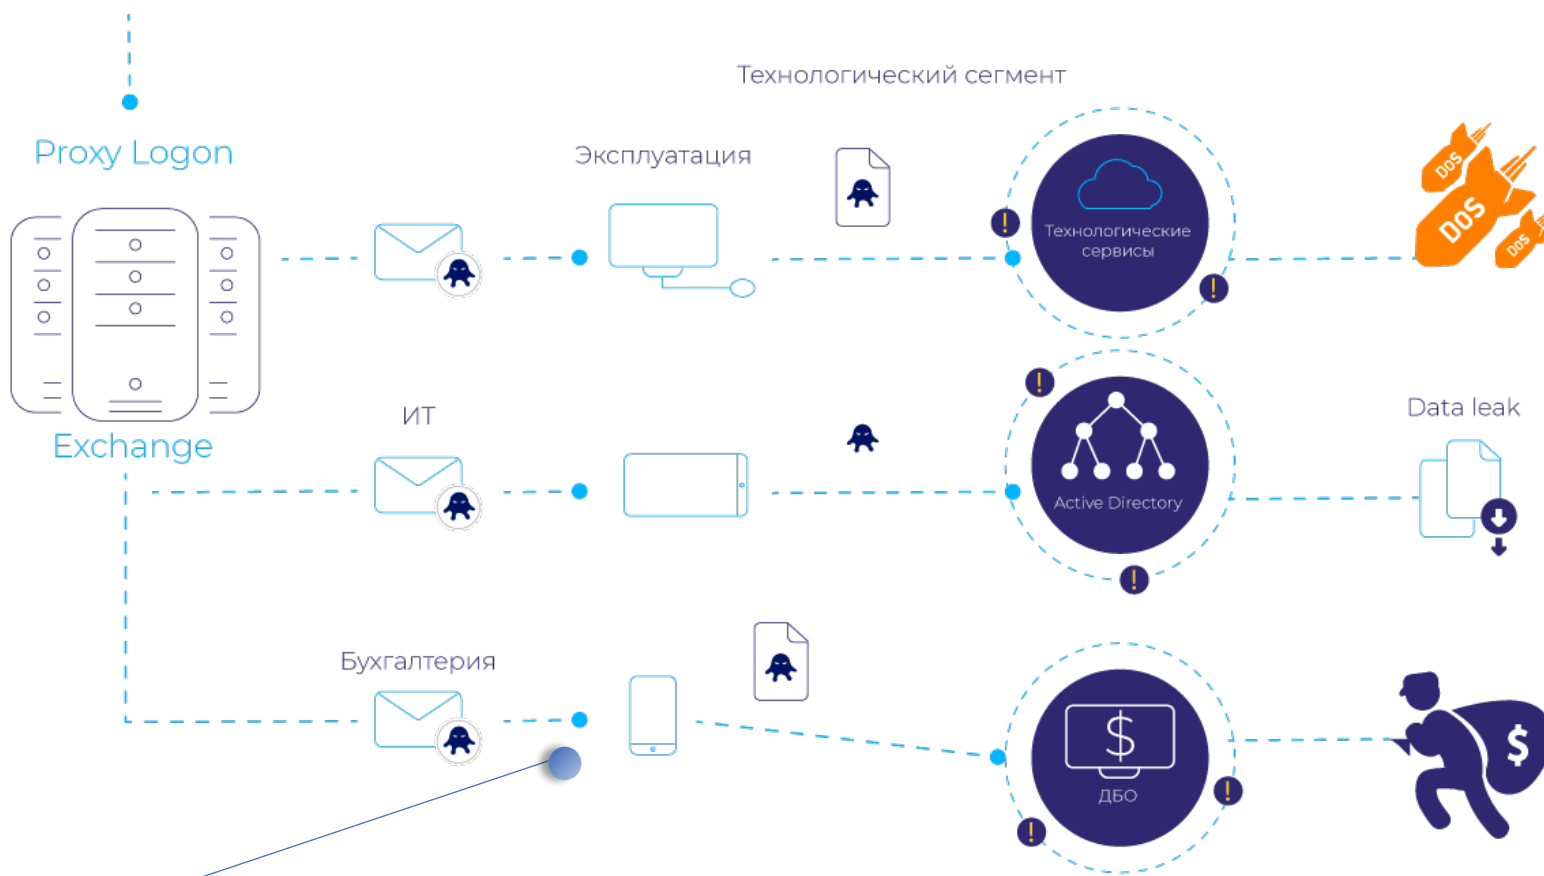 Технологический сегмент
Proxy Logon
Эксплуатация
Технологические
сервисы
DoS
DoS
DoS
Exchange
ИТ
Active Directory
Data leak
Бухгалтерия
$
ДБО
$